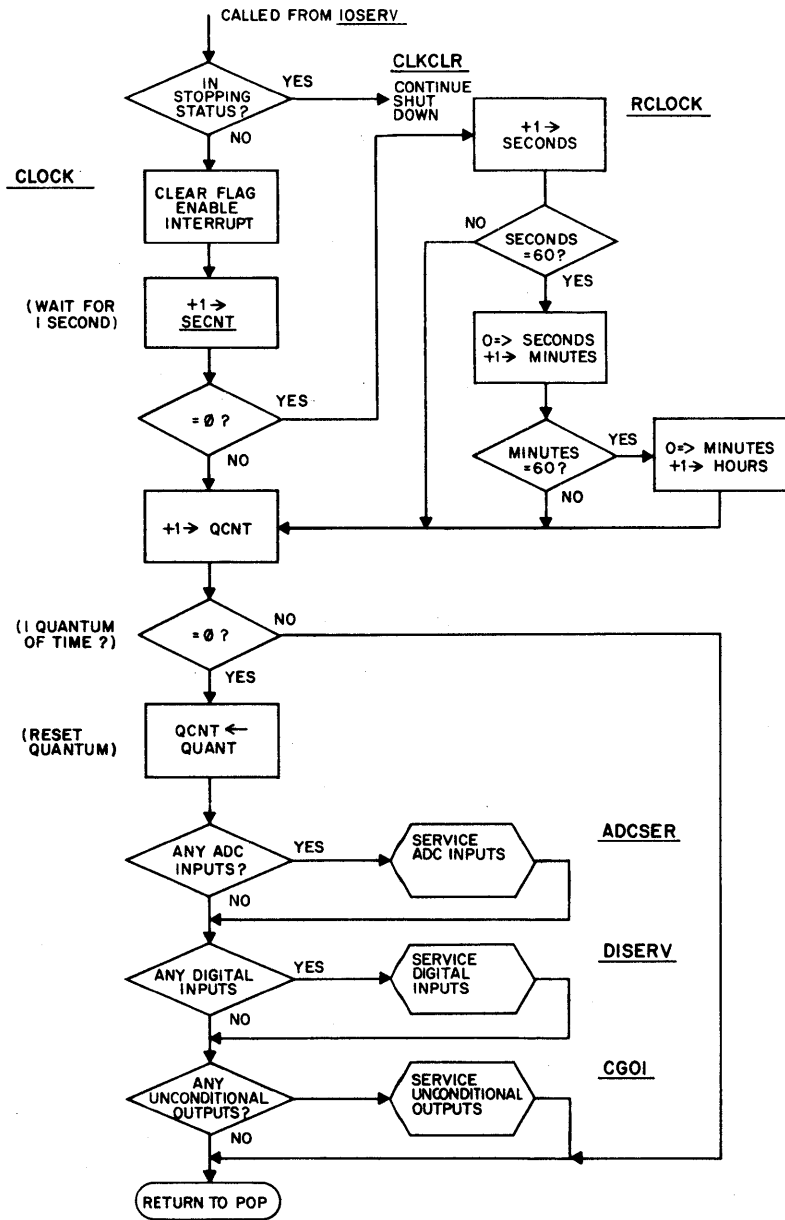 CALLED FROM IOSERV
IN
STOPPING
STATUS?
YES
NO
CLKCLR
CONTINUE
SHUT
DOWN
RCLOCK
+1→
SECONDS
CLOCK
CLEAR FLAG
ENABLE
INTERRUPT
NO
SECONDS
=60?
YES
(WAIT FOR
1 SECOND)
+1→
SECNT
0=> SECONDS
+1→ MINUTES
=Ø?
YES
NO
MINUTES
=60?
YES
NO
0=> MINUTES
+1→ HOURS
+1→ QCNT
(1 QUANTUM
OF TIME?)
=Ø?
NO
YES
(RESET
QUANTUM)
QCNT ←
QUANT
ANY ADC
INPUTS?
YES
NO
SERVICE
ADC INPUTS
ADCSER
ANY DIGITAL
INPUTS
YES
NO
SERVICE
DIGITAL
INPUTS
DISERV
ANY
UNCONDITIONAL
OUTPUTS?
NO
SERVICE
UNCONDITIONAL
OUTPUTS
CGOI
RETURN TO POP